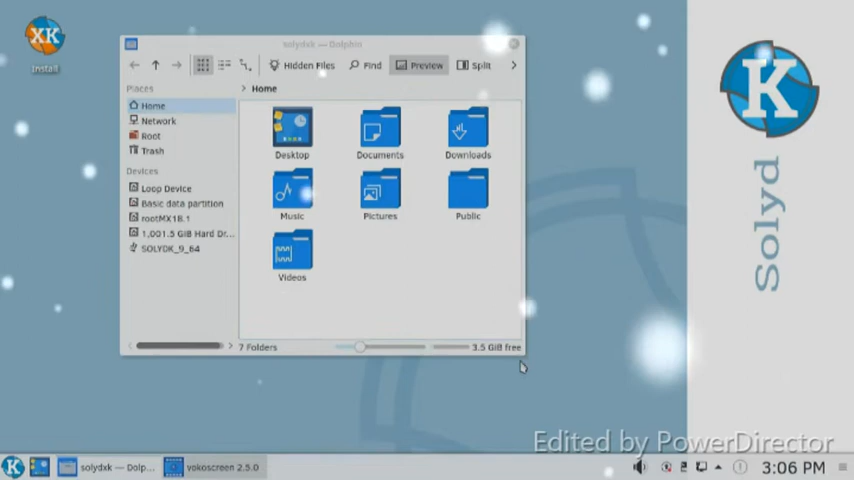 XK
Install
solydxk — Dolphin
Hidden Files
Find
Preview
Split
Places
Home
Home
Network
Root
Trash
Devices
Loop Device
Basic data partition
rootMX18.1
1,001.5 GiB Hard Dr...
SOLYDK_9_64
Desktop
Documents
Downloads
Music
Pictures
Public
Videos
7 Folders
3.5 GiB free
K
Solyd
Edited by PowerDirector
K
solydxk — Dolp...
vokoscreen 2.5.0
3:06 PM